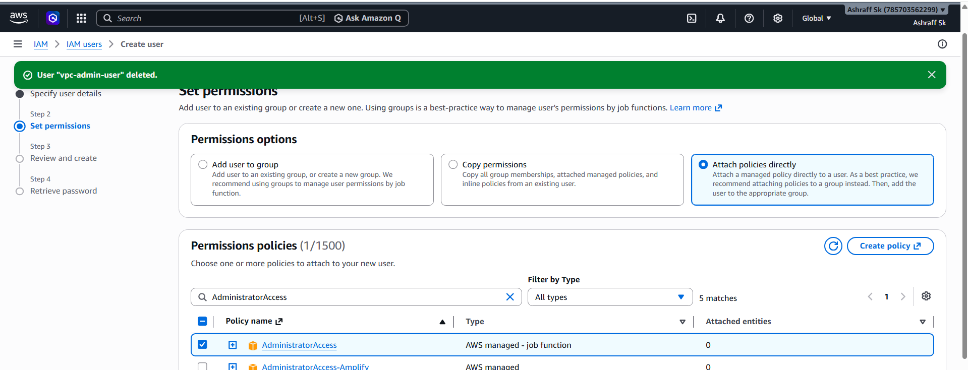 aws
Search [Alt+S] Ask Amazon Q Global Ashraff Sk (785703562299)
Ashraff Sk
IAM IAM users Create user
User "vpc-admin-user" deleted.
Specify user details
Step 2
Set permissions
Step 3
Review and create
Step 4
Retrieve password
Set permissions
Add user to an existing group or create a new one. Using groups is a best-practice way to manage user's permissions by job functions. Learn more
Permissions options
Add user to group
Add user to an existing group, or create a new group. We
recommend using groups to manage user permissions by job
function.
Copy permissions
Copy all group memberships, attached managed policies, and
inline policies from an existing user.
Attach policies directly
Attach a managed policy directly to a user. As a best practice, we
recommend attaching policies to a group instead. Then, add the
user to the appropriate group.
Permissions policies (1/1500)
Create policy
Choose one or more policies to attach to your new user.
Filter by Type
AdministratorAccess All types 5 matches 1
Policy name Type Attached entities
AdministratorAccess AWS managed - job function 0
AdministratorAccess-Amplify AWS managed 0